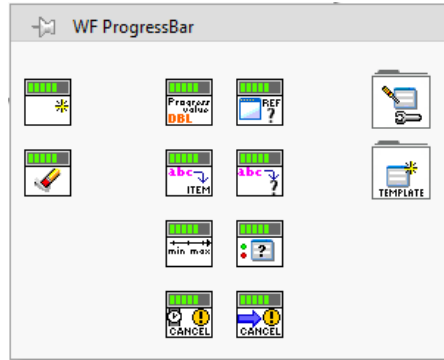 WF ProgressBar
Progress
value
DBL
REF
?
abc
ITEM
abc
?
TEMPLATE
min max
?
CANCEL
CANCEL